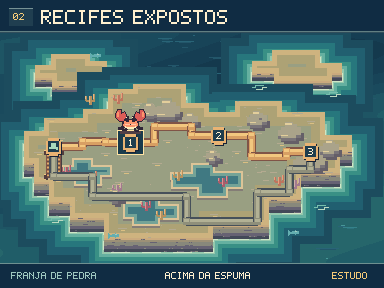 02 RECIFES EXPOSTOS
1
2
3
FRANJA DE PEDRA ACIMA DA ESPUMA ESTUDO